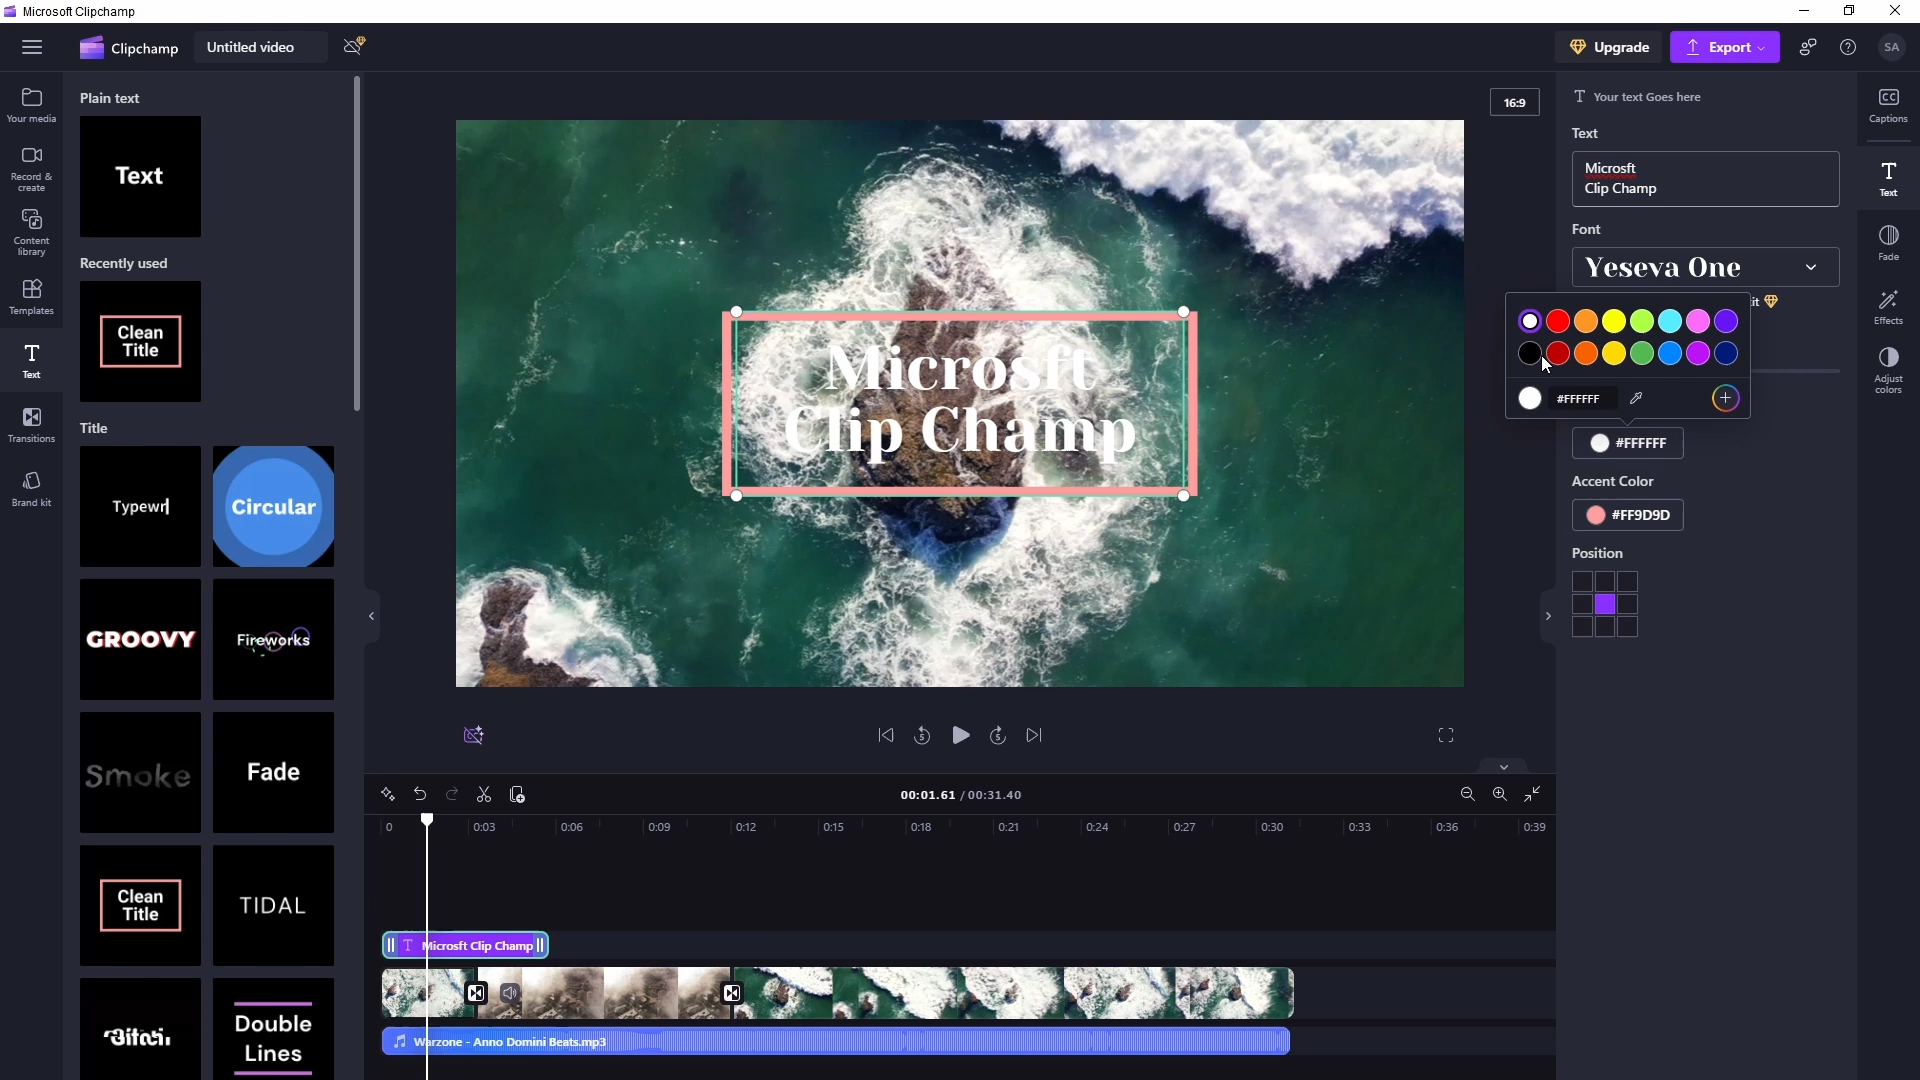 Microsoft Clipchamp
Clipchamp
Untitled video
Upgrade
Export
SA
Your media
Record & create
Content library
Templates
Text
Transitions
Brand kit
Plain text
Text
Recently used
Clean
Title
Title
Typewr
Circular
GROOVY
Fireworks
Smoke
Fade
Clean
Title
TIDAL
Glitch.
Double
Lines
16:9
Microsft
Clip Champ
5
5
00:01.61 / 00:31.40
0
0:03
0:06
0:09
0:12
0:15
0:18
0:21
0:24
0:27
0:30
0:33
0:36
0:39
T Microsft Clip Champ
Warzone - Anno Domini Beats.mp3
T Your text Goes here
Text
Microsft
Clip Champ
Font
Yeseva One
it
#FFFFFF
#FFFFFF
Accent Color
#FF9D9D
Position
CC
Captions
Text
Fade
Effects
Adjust
colors